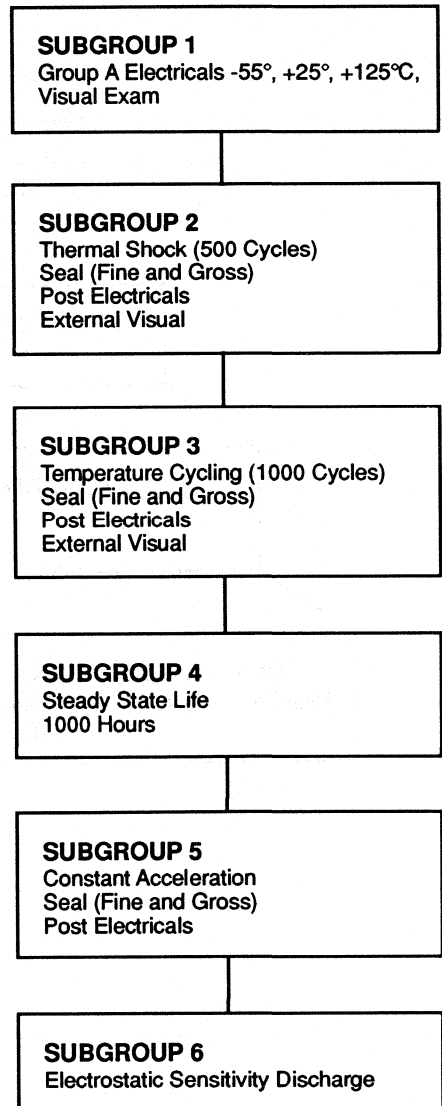 SUBGROUP 1
Group A Electricals -55°, +25°, +125°C,
Visual Exam
SUBGROUP 2
Thermal Shock (500 Cycles)
Seal (Fine and Gross)
Post Electricals
External Visual
SUBGROUP 3
Temperature Cycling (1000 Cycles)
Seal (Fine and Gross)
Post Electricals
External Visual
SUBGROUP 4
Steady State Life
1000 Hours
SUBGROUP 5
Constant Acceleration
Seal (Fine and Gross)
Post Electricals
SUBGROUP 6
Electrostatic Sensitivity Discharge